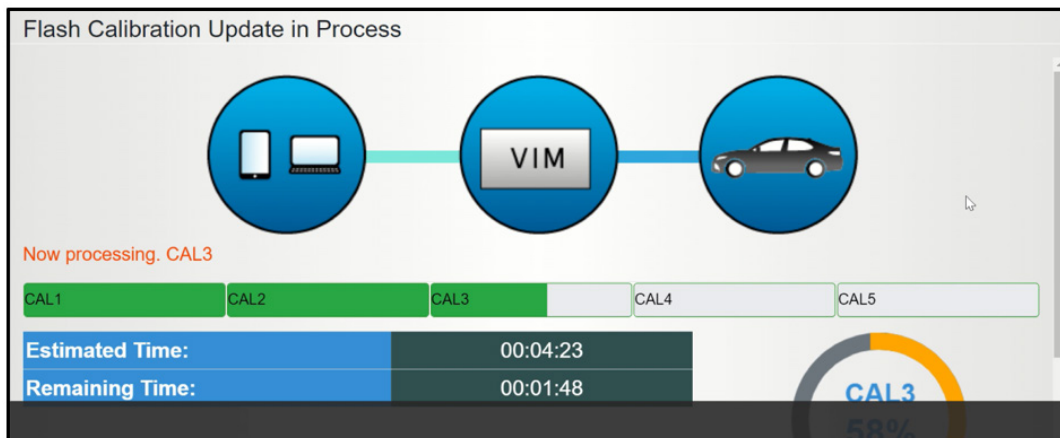 Flash Calibration Update in Process
VIM
Now processing. CAL3
CAL1 CAL2 CAL3 CAL4 CAL5
Estimated Time: 00:04:23
Remaining Time: 00:01:48
CAL3
58%